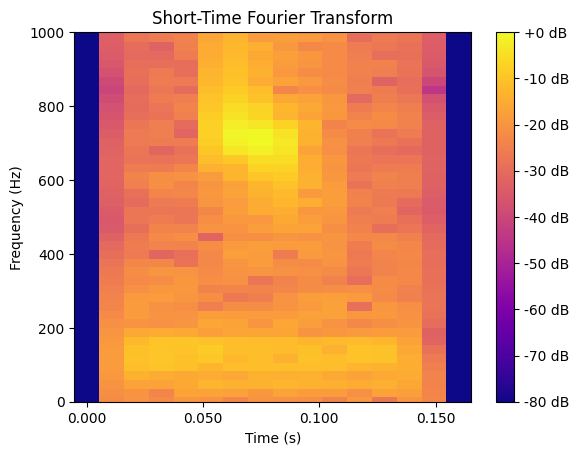 Short-Time Fourier Transform
1000
800
600
400
200
0
Frequency (Hz)
0.000
0.050
0.100
0.150
Time (s)
+0 dB
-10 dB
-20 dB
-30 dB
-40 dB
-50 dB
-60 dB
-70 dB
-80 dB